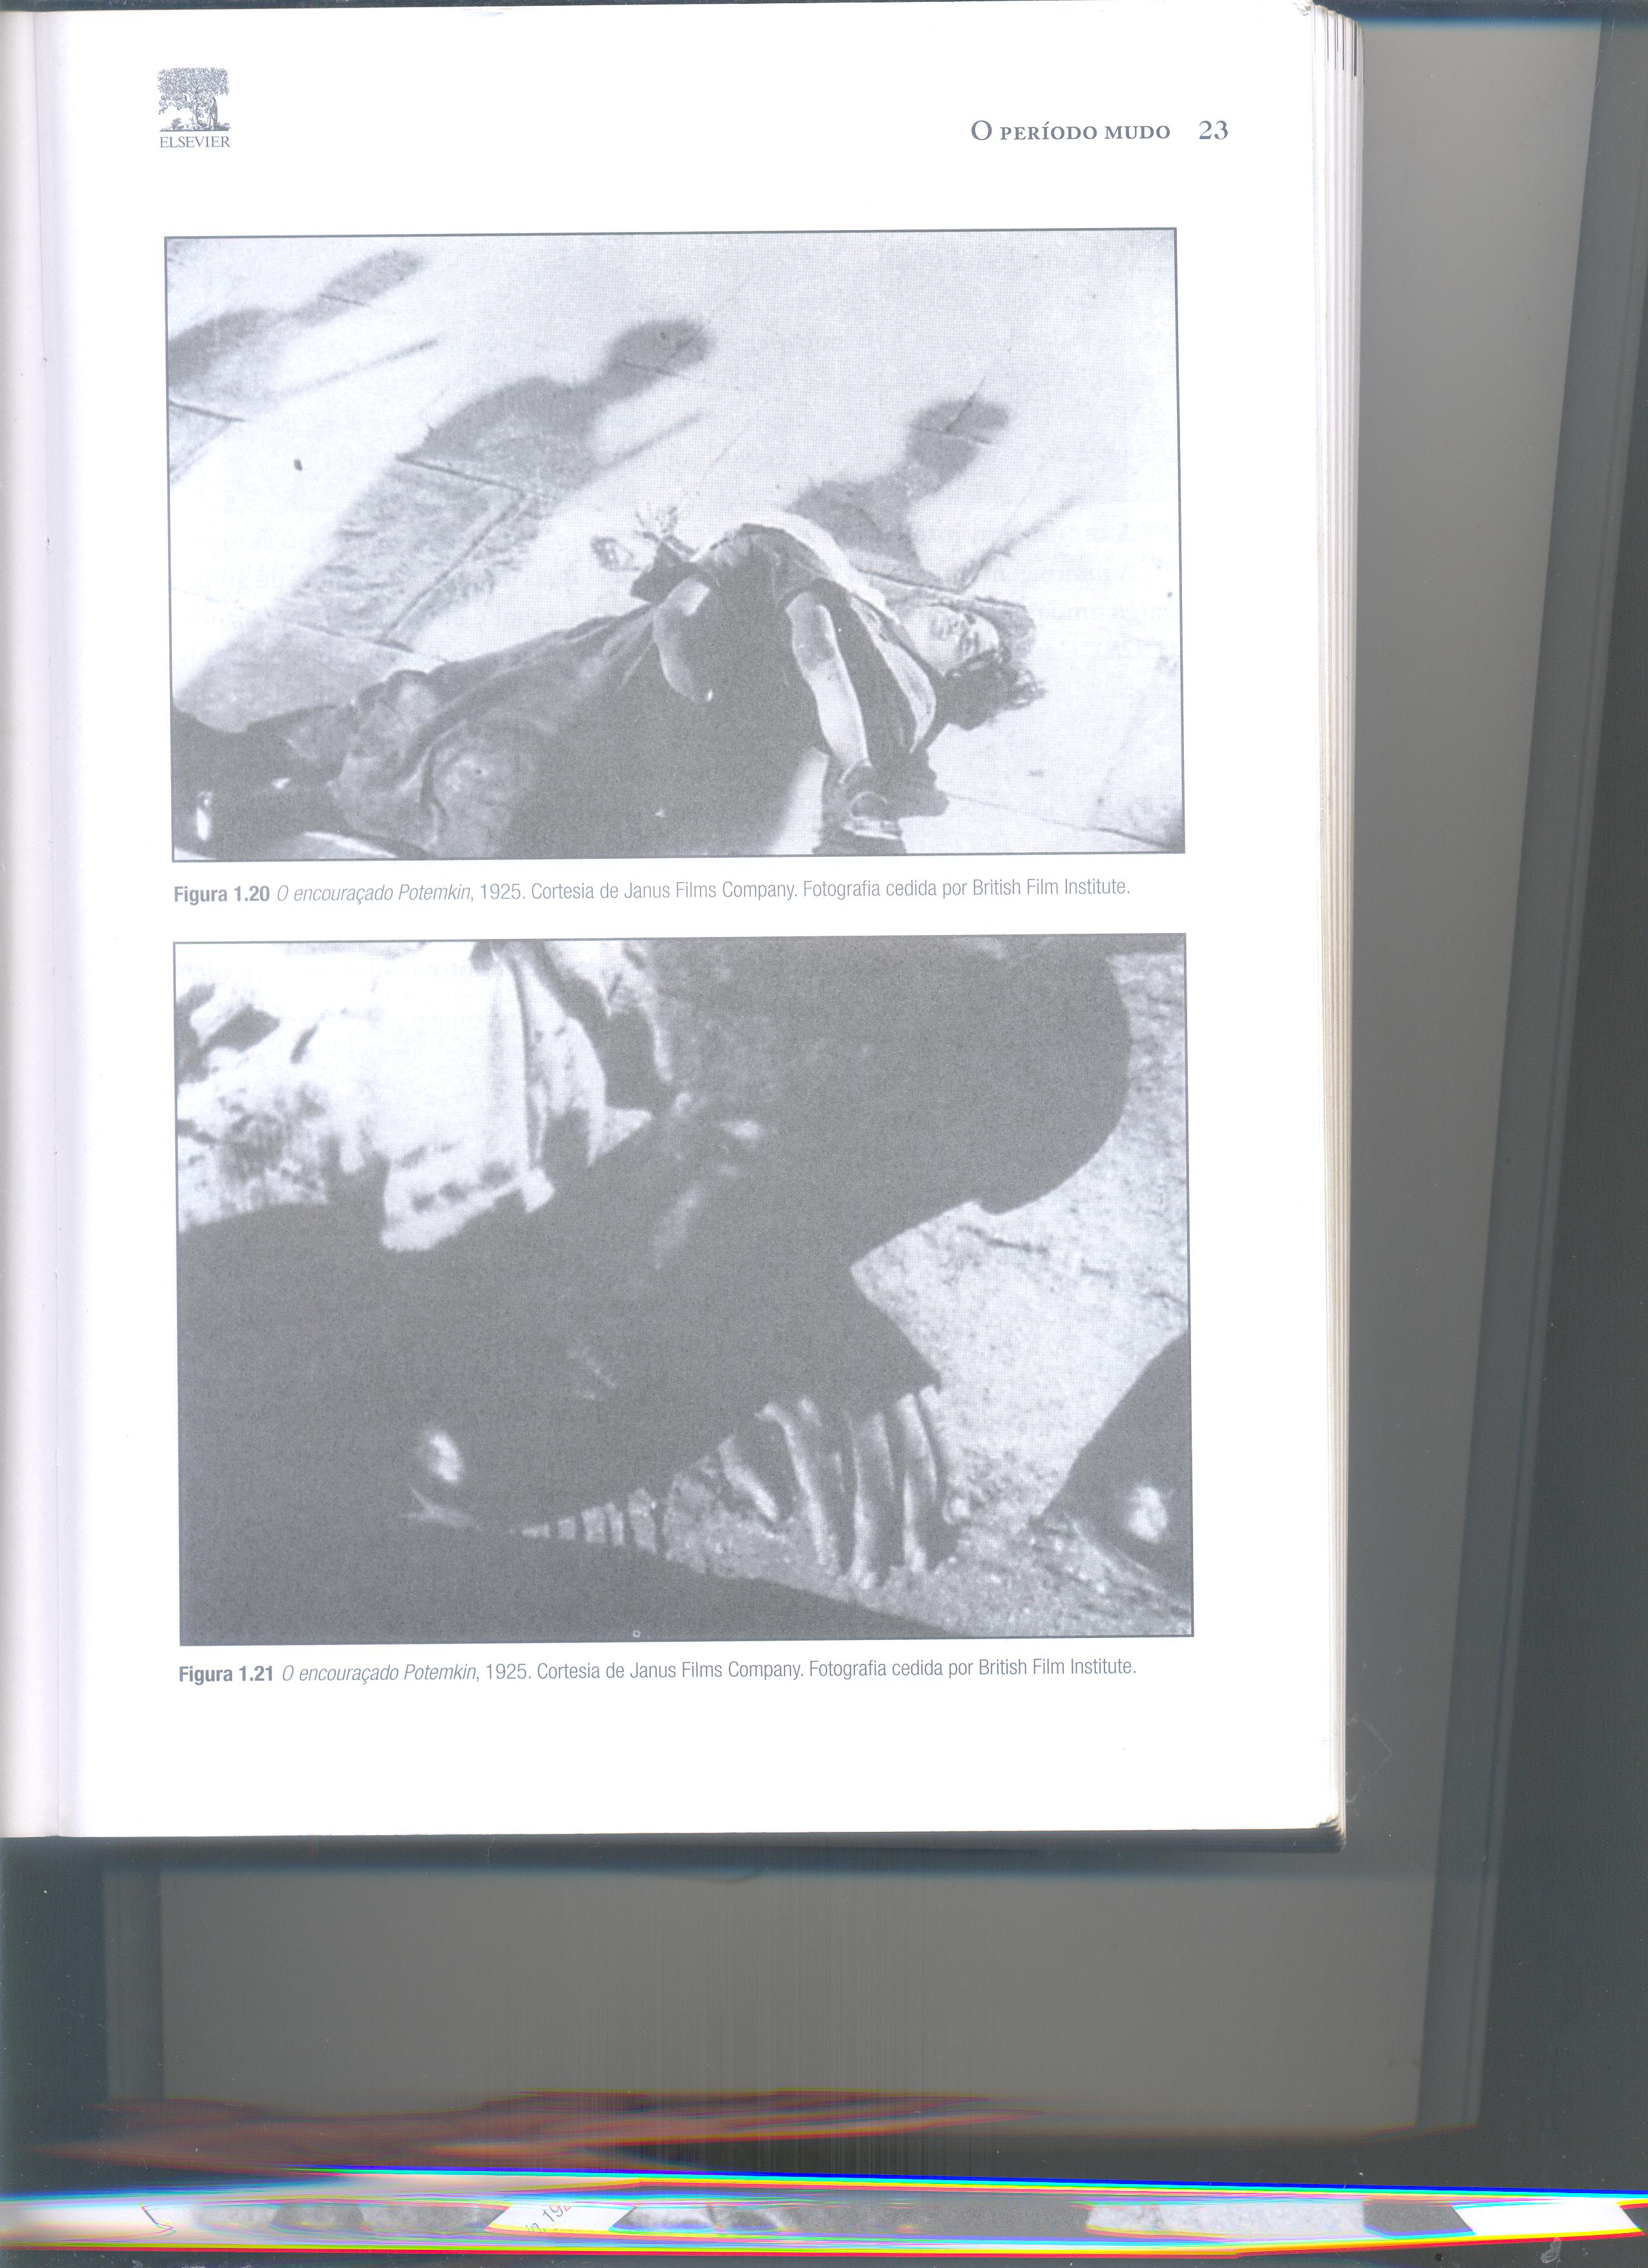 ELSEVIER
O PERÍODO MUDO 23
Figura 1.20 O encouraçado Potemkin, 1925. Cortesia de Janus Films Company. Fotografia cedida por British Film Institute.
Figura 1.21 O encouraçado Potemkin, 1925. Cortesia de Janus Films Company. Fotografia cedida por British Film Institute.